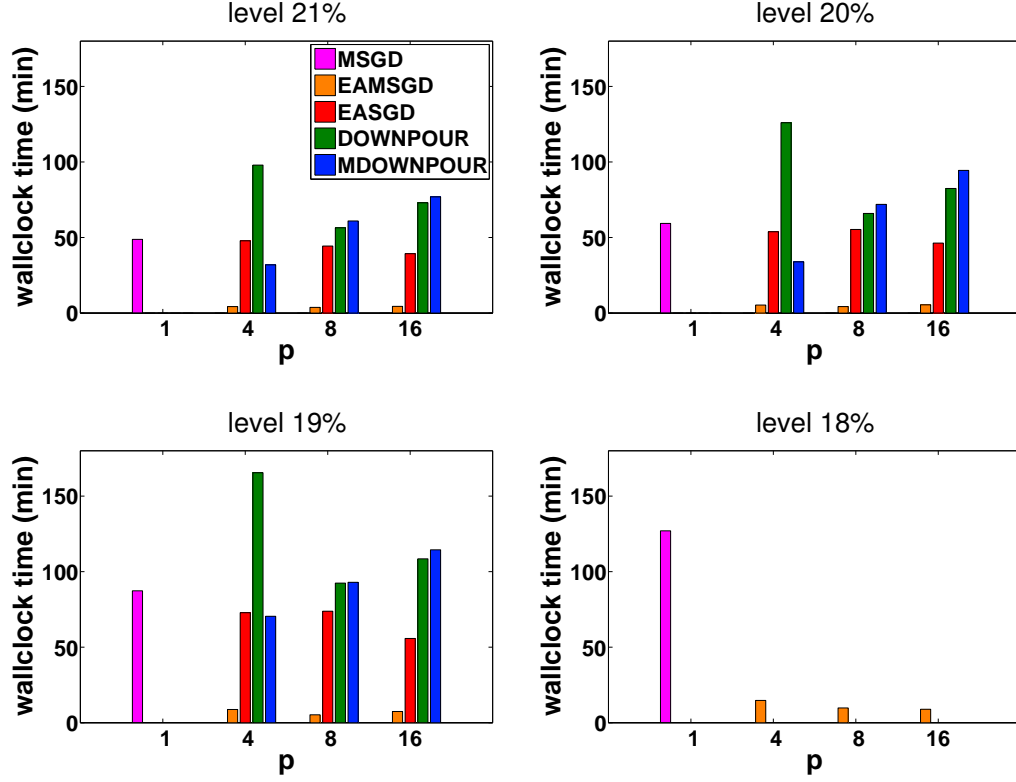 level 21%
wallclock time (min)
150
100
50
0
MSGD
EAMSGD
EASGD
DOWNPOUR
MDOWNPOUR
1 4 8 16
p
level 20%
wallclock time (min)
150
100
50
0
1 4 8 16
p
level 19%
wallclock time (min)
150
100
50
0
1 4 8 16
p
level 18%
wallclock time (min)
150
100
50
0
1 4 8 16
p